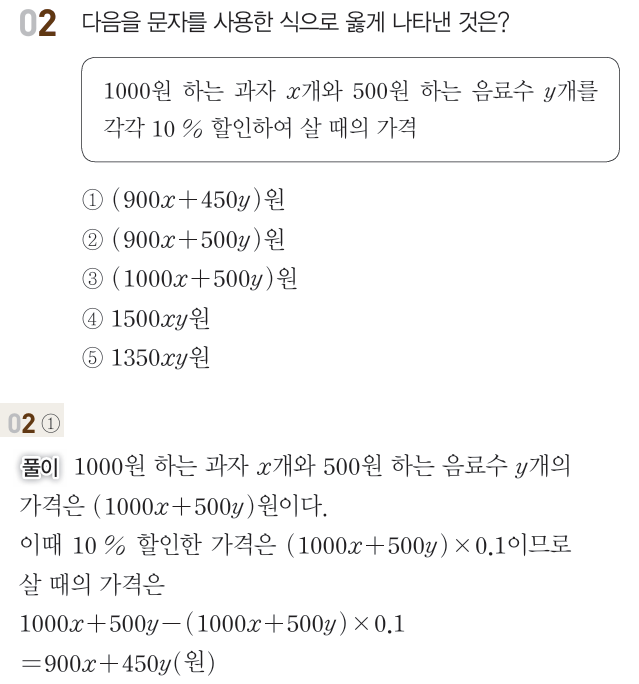 02 다음을 문자를 사용한 식으로 옳게 나타낸 것은?
1000원 하는 과자 x개와 500원 하는 음료수 y개를
각각 10 % 할인하여 살 때의 가격
① (900x+450y)원
② (900x+500y)원
③ (1000x+500y)원
④ 1500xy원
⑤ 1350xy원
02 ①
풀이 1000원 하는 과자 x개와 500원 하는 음료수 y개의
가격은 (1000x+500y)원이다.
이때 10 % 할인한 가격은 (1000x+500y)×0.1이므로
살 때의 가격은
1000x+500y-(1000x+500y)×0.1
=900x+450y(원)